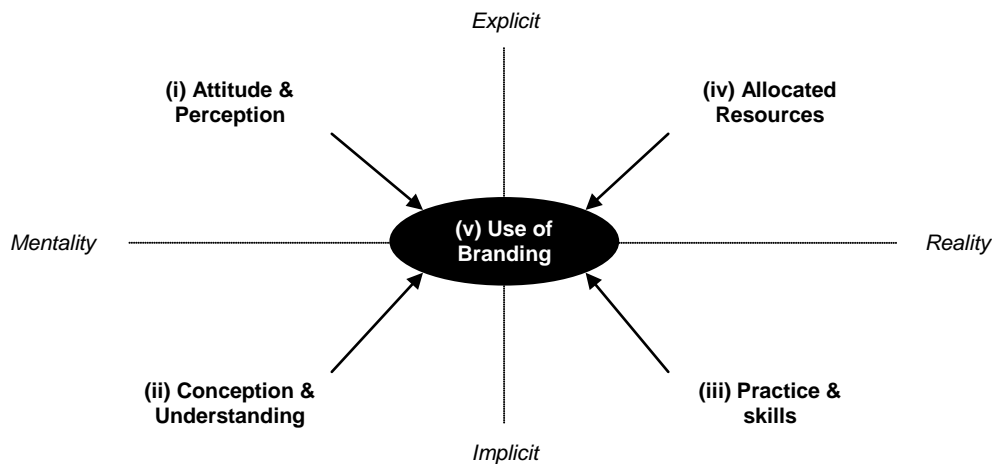 Explicit
(i) Attitude &
Perception
(iv) Allocated
Resources
Mentality
(v) Use of
Branding
Reality
(ii) Conception &
Understanding
(iii) Practice &
skills
Implicit